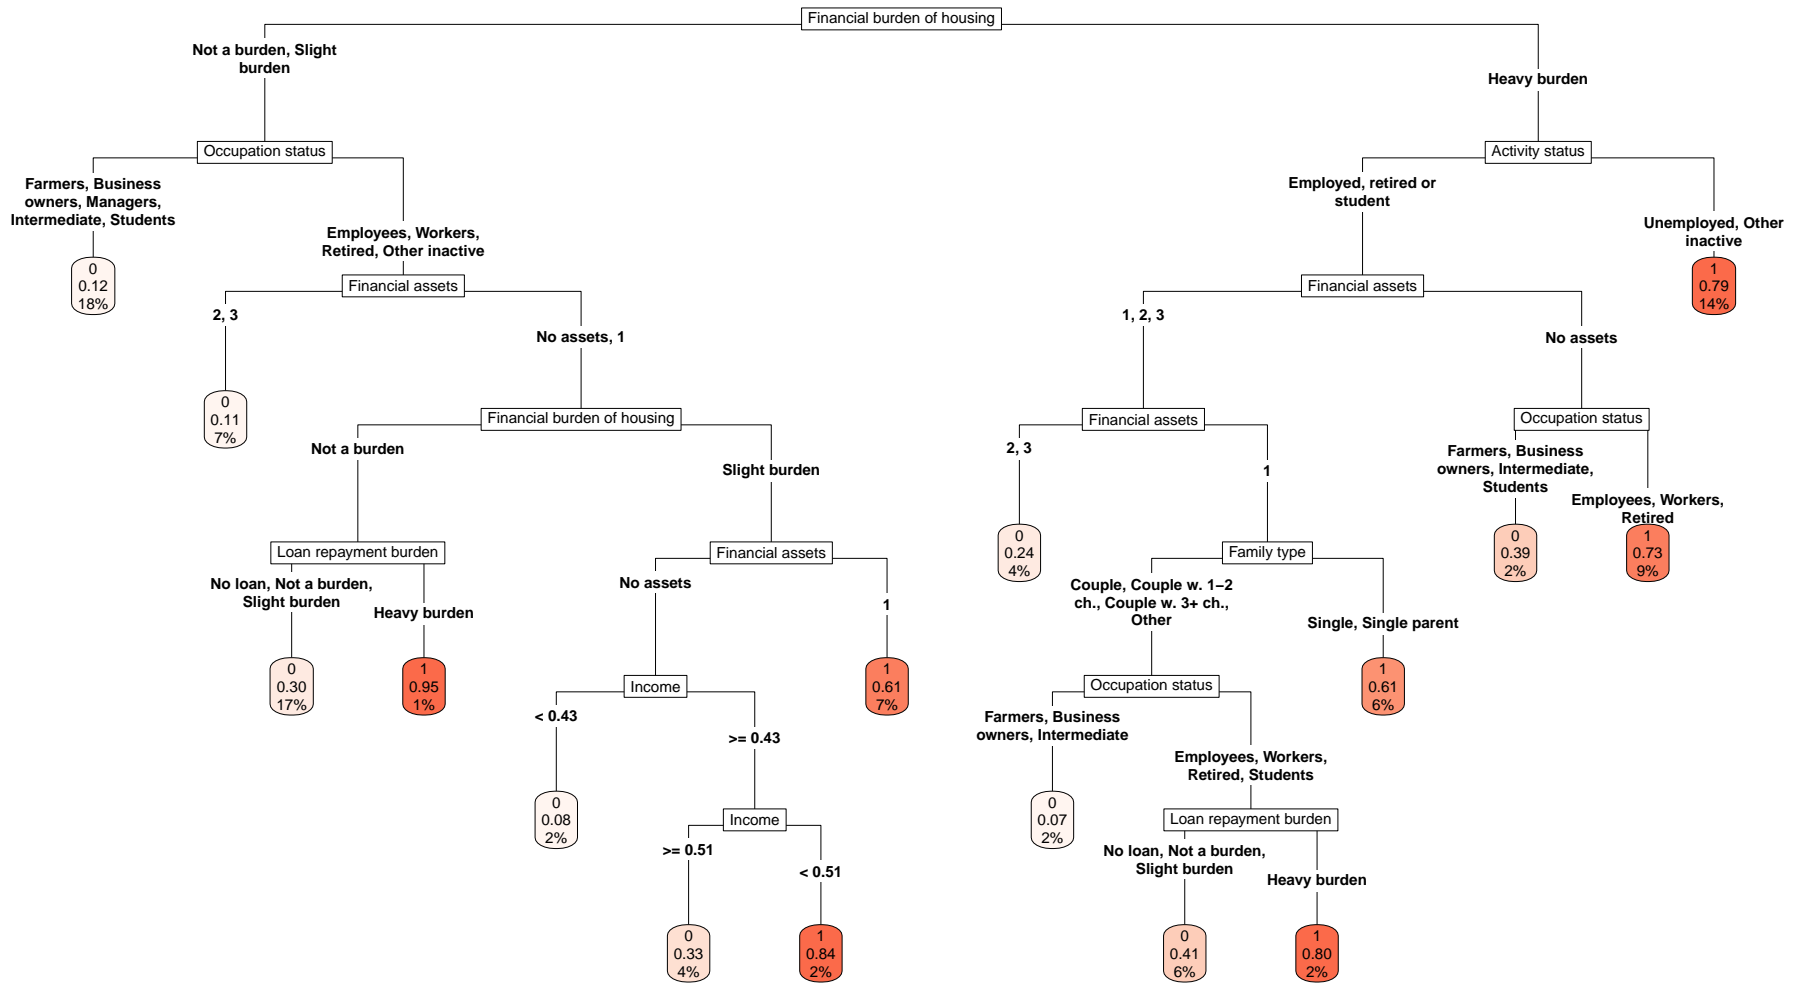 Financial burden of housing
Not a burden, Slight
burden
Heavy burden
Occupation status
Activity status
Farmers, Business
owners, Managers,
Intermediate, Students
Employees, Workers,
Retired, Other inactive
Employed, retired or
student
Unemployed, Other
inactive
0
0.12
18%
1
0.79
14%
Financial assets
Financial assets
2, 3
No assets, 1
1, 2, 3
No assets
0
0.11
7%
Financial burden of housing
Financial assets
Occupation status
Not a burden
Slight burden
2, 3
1
Farmers, Business
owners, Intermediate,
Students
Employees, Workers,
Retired
0
0.24
4%
0
0.39
2%
1
0.73
9%
Loan repayment burden
Financial assets
Family type
No loan, Not a burden,
Slight burden
Heavy burden
No assets
1
Couple, Couple w. 1−2
ch., Couple w. 3+ ch.,
Other
Single, Single parent
0
0.30
17%
1
0.95
1%
1
0.61
7%
1
0.61
6%
Income
Occupation status
< 0.43
>= 0.43
Farmers, Business
owners, Intermediate
Employees, Workers,
Retired, Students
0
0.08
2%
0
0.07
2%
Income
Loan repayment burden
>= 0.51
< 0.51
No loan, Not a burden,
Slight burden
Heavy burden
0
0.33
4%
1
0.84
2%
0
0.41
6%
1
0.80
2%